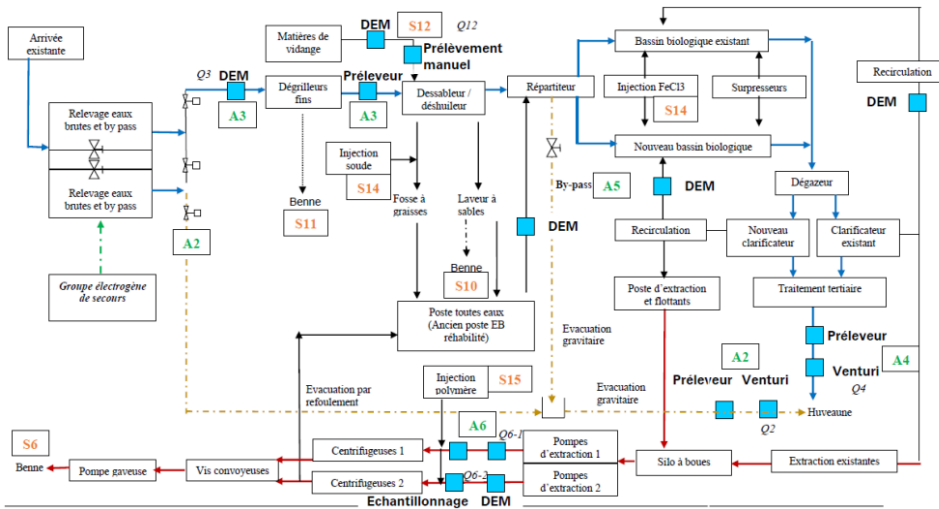 Arrivée
existante
Relevage eaux
brutes et by pass
Relevage eaux
brutes et by pass
Groupe électrogène
de secours
A2
Q3
DEM
A3
Dégrilleurs
fins
Benne
S11
Préleveur
A3
Matières de
vidange
DEM
S12
Q12
Prélèvement
manuel
Dessableur /
déshuileur
Injection
soude
S14
Fosse à
graisses
Laveur à
sables
Benne
S10
Poste toutes eaux
(Ancien poste EB
réhabilité)
Evacuation par
refoulement
Répartiteur
DEM
By-pass
A5
Bassin biologique existant
Injection FeCl3
S14
Surpresseurs
Nouveau bassin biologique
DEM
Recirculation
Poste d'extraction
et flottants
Recirculation
DEM
Dégazeur
Nouveau
clarificateur
Clarificateur
existant
Traitement tertiaire
Préleveur
Venturi
A4
Q4
Huveaune
Evacuation
gravitaire
Evacuation
gravitaire
A2
Préleveur Venturi
Q2
Injection
polymère
S15
A6
Q6-1
Q6-2
Echantillonnage DEM
S6
Benne
Pompe gaveuse
Vis convoyeuses
Centrifugeuses 1
Centrifugeuses 2
Pompes
d'extraction 1
Pompes
d'extraction 2
Silo à boues
Extraction existantes